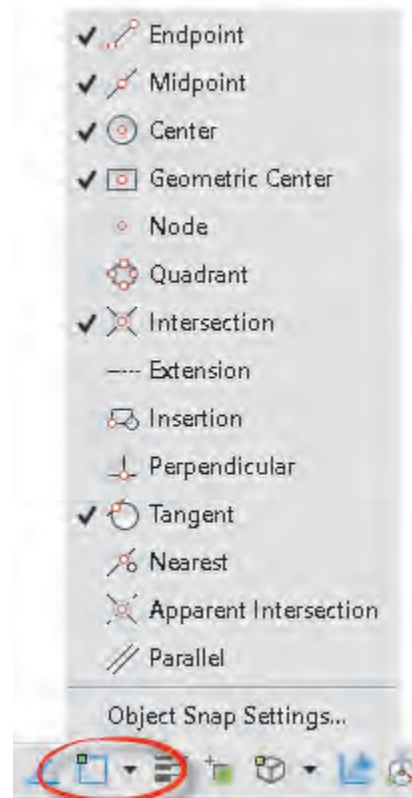 Endpoint
Midpoint
Center
Geometric Center
Node
Quadrant
Intersection
Extension
Insertion
Perpendicular
Tangent
Nearest
Apparent Intersection
Parallel
Object Snap Settings...